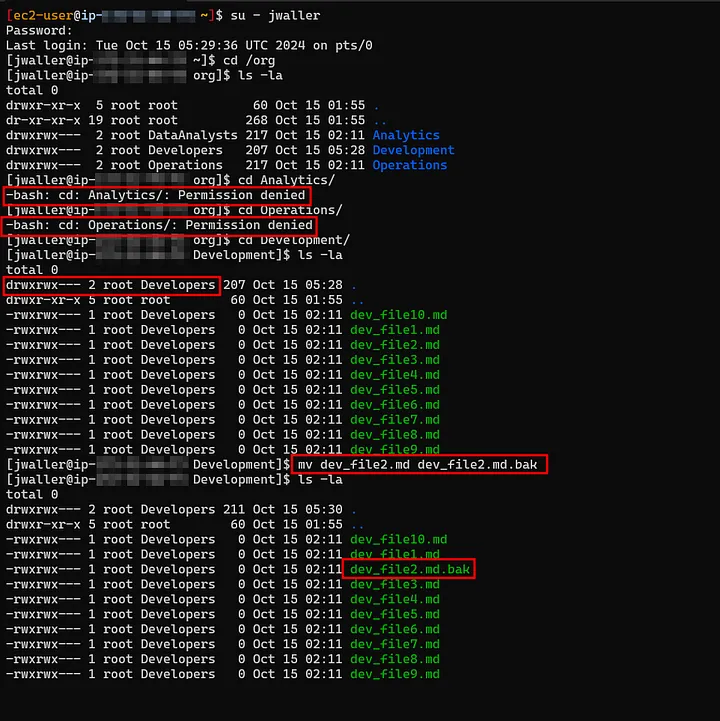 [ec2-user@ip- ~]$ su - jwaller
Password:
Last login: Tue Oct 15 05:29:36 UTC 2024 on pts/0
[jwaller@ip- ~]$ cd /org
[jwaller@ip- org]$ ls -la
total 0
drwxr-xr-x 5 root root 60 Oct 15 01:55 .
dr-xr-xr-x 19 root root 268 Oct 15 01:55 ..
drwxrwx--- 2 root DataAnalysts 217 Oct 15 02:11 Analytics
drwxrwx--- 2 root Developers 207 Oct 15 05:28 Development
drwxrwx--- 2 root Operations 217 Oct 15 02:11 Operations
[jwaller@ip- org]$ cd Analytics/
-bash: cd: Analytics/: Permission denied
[jwaller@ip- org]$ cd Operations/
-bash: cd: Operations/: Permission denied
[jwaller@ip- org]$ cd Development/
[jwaller@ip- Development]$ ls -la
total 0
drwxrwx--- 2 root Developers 207 Oct 15 05:28 .
drwxr-xr-x 5 root root 60 Oct 15 01:55 ..
-rwxrwx--- 1 root Developers 0 Oct 15 02:11 dev_file10.md
-rwxrwx--- 1 root Developers 0 Oct 15 02:11 dev_file1.md
-rwxrwx--- 1 root Developers 0 Oct 15 02:11 dev_file2.md
-rwxrwx--- 1 root Developers 0 Oct 15 02:11 dev_file3.md
-rwxrwx--- 1 root Developers 0 Oct 15 02:11 dev_file4.md
-rwxrwx--- 1 root Developers 0 Oct 15 02:11 dev_file5.md
-rwxrwx--- 1 root Developers 0 Oct 15 02:11 dev_file6.md
-rwxrwx--- 1 root Developers 0 Oct 15 02:11 dev_file7.md
-rwxrwx--- 1 root Developers 0 Oct 15 02:11 dev_file8.md
-rwxrwx--- 1 root Developers 0 Oct 15 02:11 dev_file9.md
[jwaller@ip- Development]$ mv dev_file2.md dev_file2.md.bak
[jwaller@ip- Development]$ ls -la
total 0
drwxrwx--- 2 root Developers 211 Oct 15 05:30 .
drwxr-xr-x 5 root root 60 Oct 15 01:55 ..
-rwxrwx--- 1 root Developers 0 Oct 15 02:11 dev_file10.md
-rwxrwx--- 1 root Developers 0 Oct 15 02:11 dev_file1.md
-rwxrwx--- 1 root Developers 0 Oct 15 02:11 dev_file2.md.bak
-rwxrwx--- 1 root Developers 0 Oct 15 02:11 dev_file3.md
-rwxrwx--- 1 root Developers 0 Oct 15 02:11 dev_file4.md
-rwxrwx--- 1 root Developers 0 Oct 15 02:11 dev_file5.md
-rwxrwx--- 1 root Developers 0 Oct 15 02:11 dev_file6.md
-rwxrwx--- 1 root Developers 0 Oct 15 02:11 dev_file7.md
-rwxrwx--- 1 root Developers 0 Oct 15 02:11 dev_file8.md
-rwxrwx--- 1 root Developers 0 Oct 15 02:11 dev_file9.md